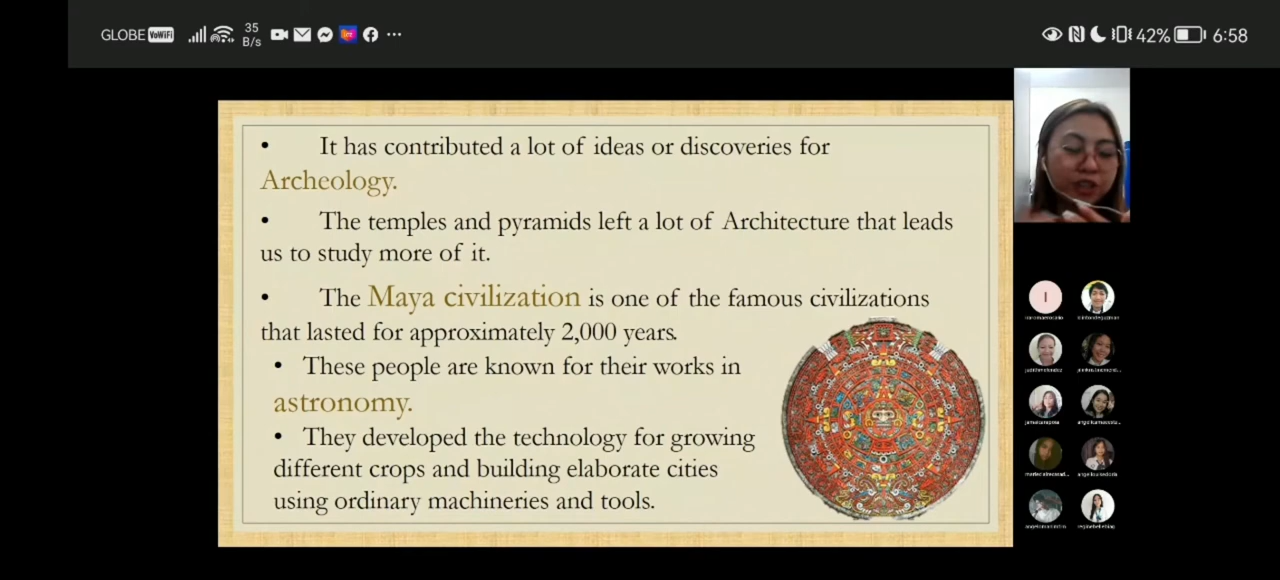 GLOBE VoWiFi 35 B/s 42% 6:58
• It has contributed a lot of ideas or discoveries for
Archeology.
• The temples and pyramids left a lot of Architecture that leads
us to study more of it.
• The Maya civilization is one of the famous civilizations
that lasted for approximately 2,000 years.
• These people are known for their works in
astronomy.
• They developed the technology for growing
different crops and building elaborate cities
using ordinary machineries and tools.
I